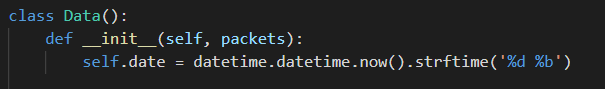 class Data():
    def __init__(self, packets):
        self.date = datetime.datetime.now().strftime('%d %b')